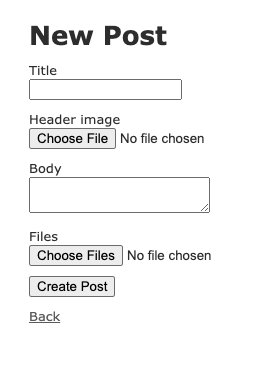 New Post
Title
Header image
Choose File No file chosen
Body
Files
Choose Files No file chosen
Create Post
Back